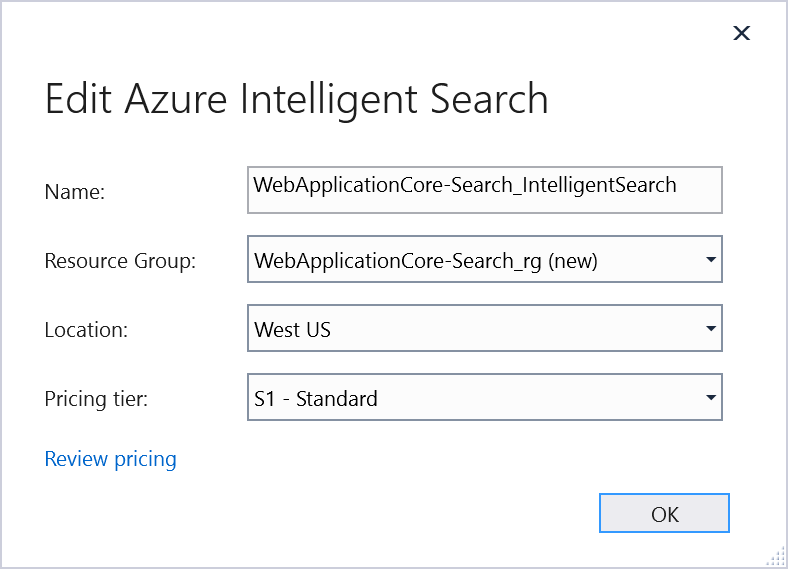 Edit Azure Intelligent Search
Name:
WebApplicationCore-Search_IntelligentSearch
Resource Group:
WebApplicationCore-Search_rg (new)
Location:
West US
Pricing tier:
S1 - Standard
Review pricing
OK